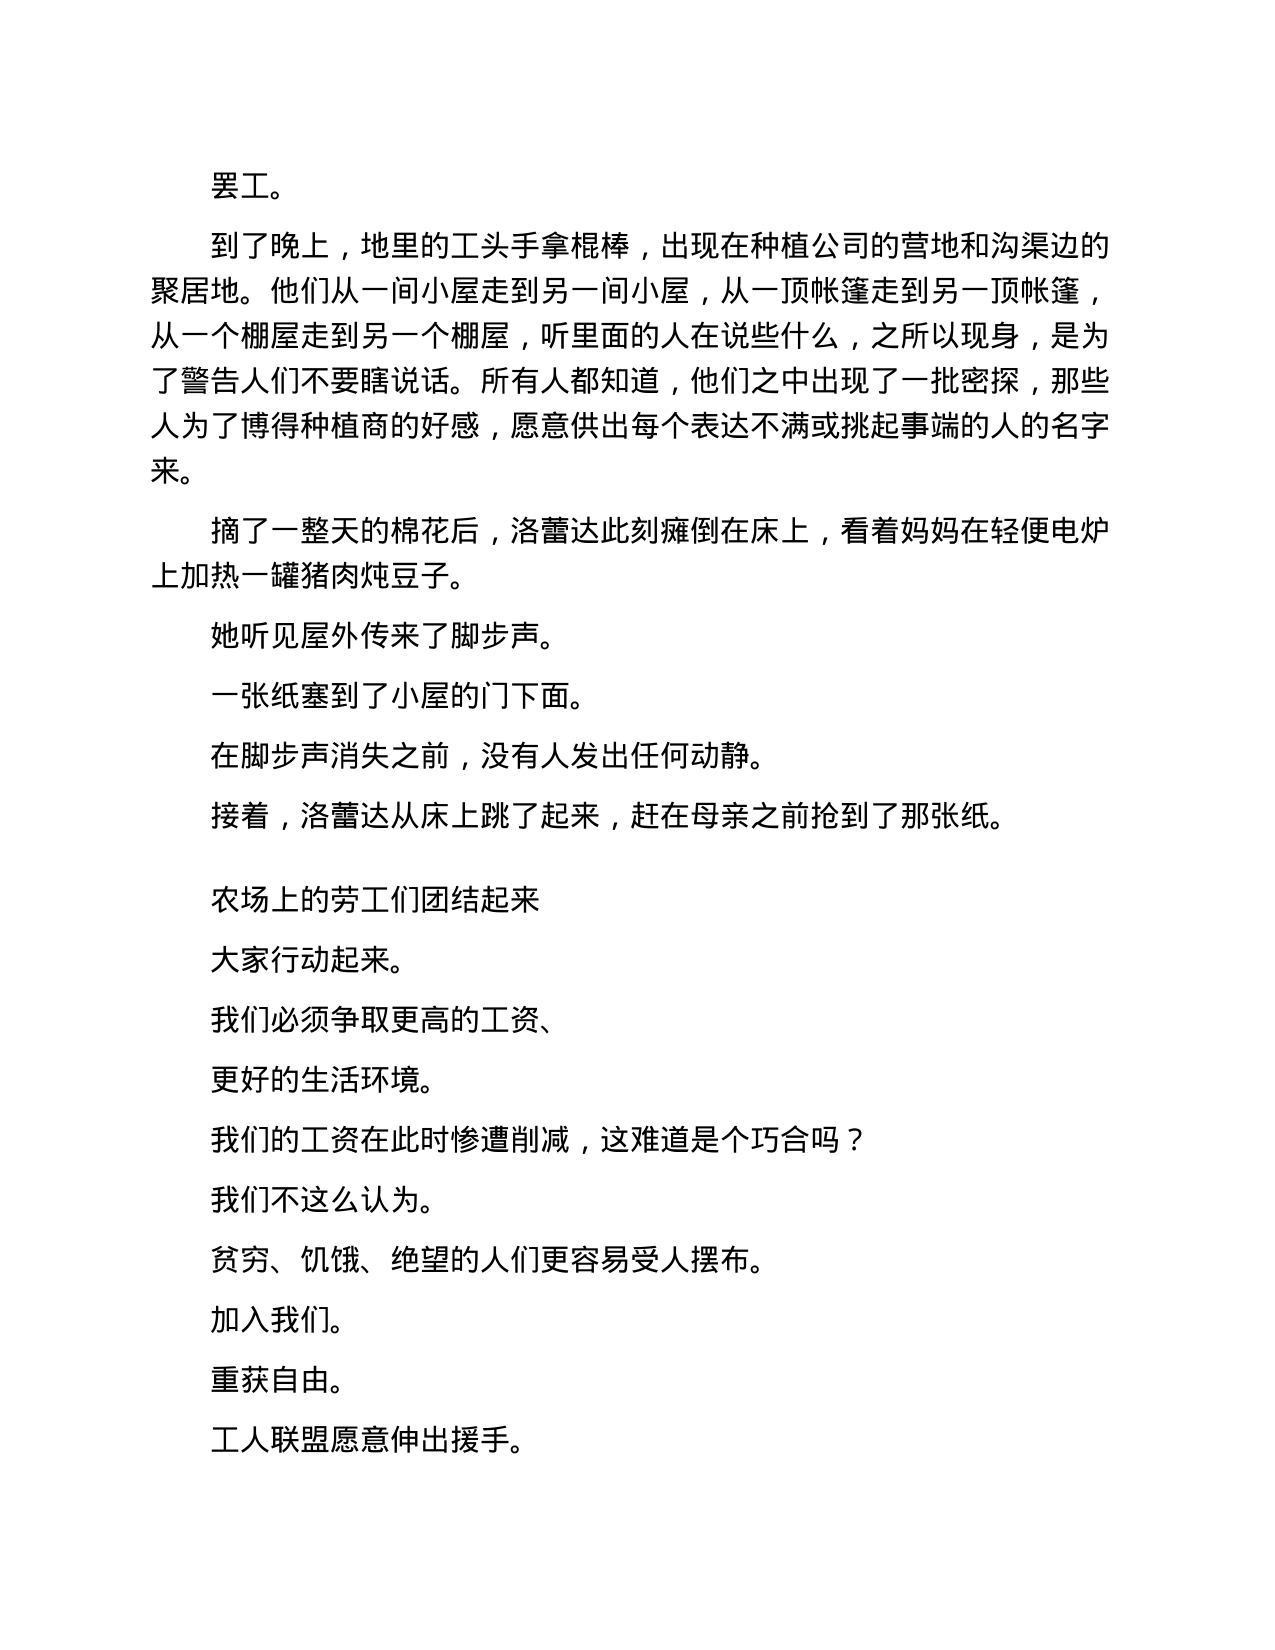 罢工。
到了晚上，地里的工头手拿棍棒，出现在种植公司的营地和沟渠边的
聚居地。他们从一间小屋走到另一间小屋，从一顶帐篷走到另一顶帐篷，
从一个棚屋走到另一个棚屋，听里面的人在说些什么，之所以现身，是为
了警告人们不要瞎说话。所有人都知道，他们之中出现了一批密探，那些
人为了博得种植商的好感，愿意供出每个表达不满或挑起事端的人的名字
来。
摘了一整天的棉花后，洛蕾达此刻瘫倒在床上，看着妈妈在轻便电炉
上加热一罐猪肉炖豆子。
她听见屋外传来了脚步声。
一张纸塞到了小屋的门下面。
在脚步声消失之前，没有人发出任何动静。
接着，洛蕾达从床上跳了起来，赶在母亲之前抢到了那张纸。
农场上的劳工们团结起来
大家行动起来。
我们必须争取更高的工资、
更好的生活环境。
我们的工资在此时惨遭削减，这难道是个巧合吗？
我们不这么认为。
贫穷、饥饿、绝望的人们更容易受人摆布。
加入我们。
重获自由。
工人联盟愿意伸出援手。